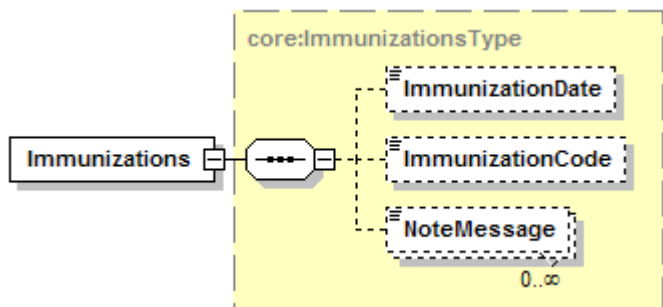 core:ImmunizationsType
ImmunizationDate
Immunizations
ImmunizationCode
NoteMessage
0..∞